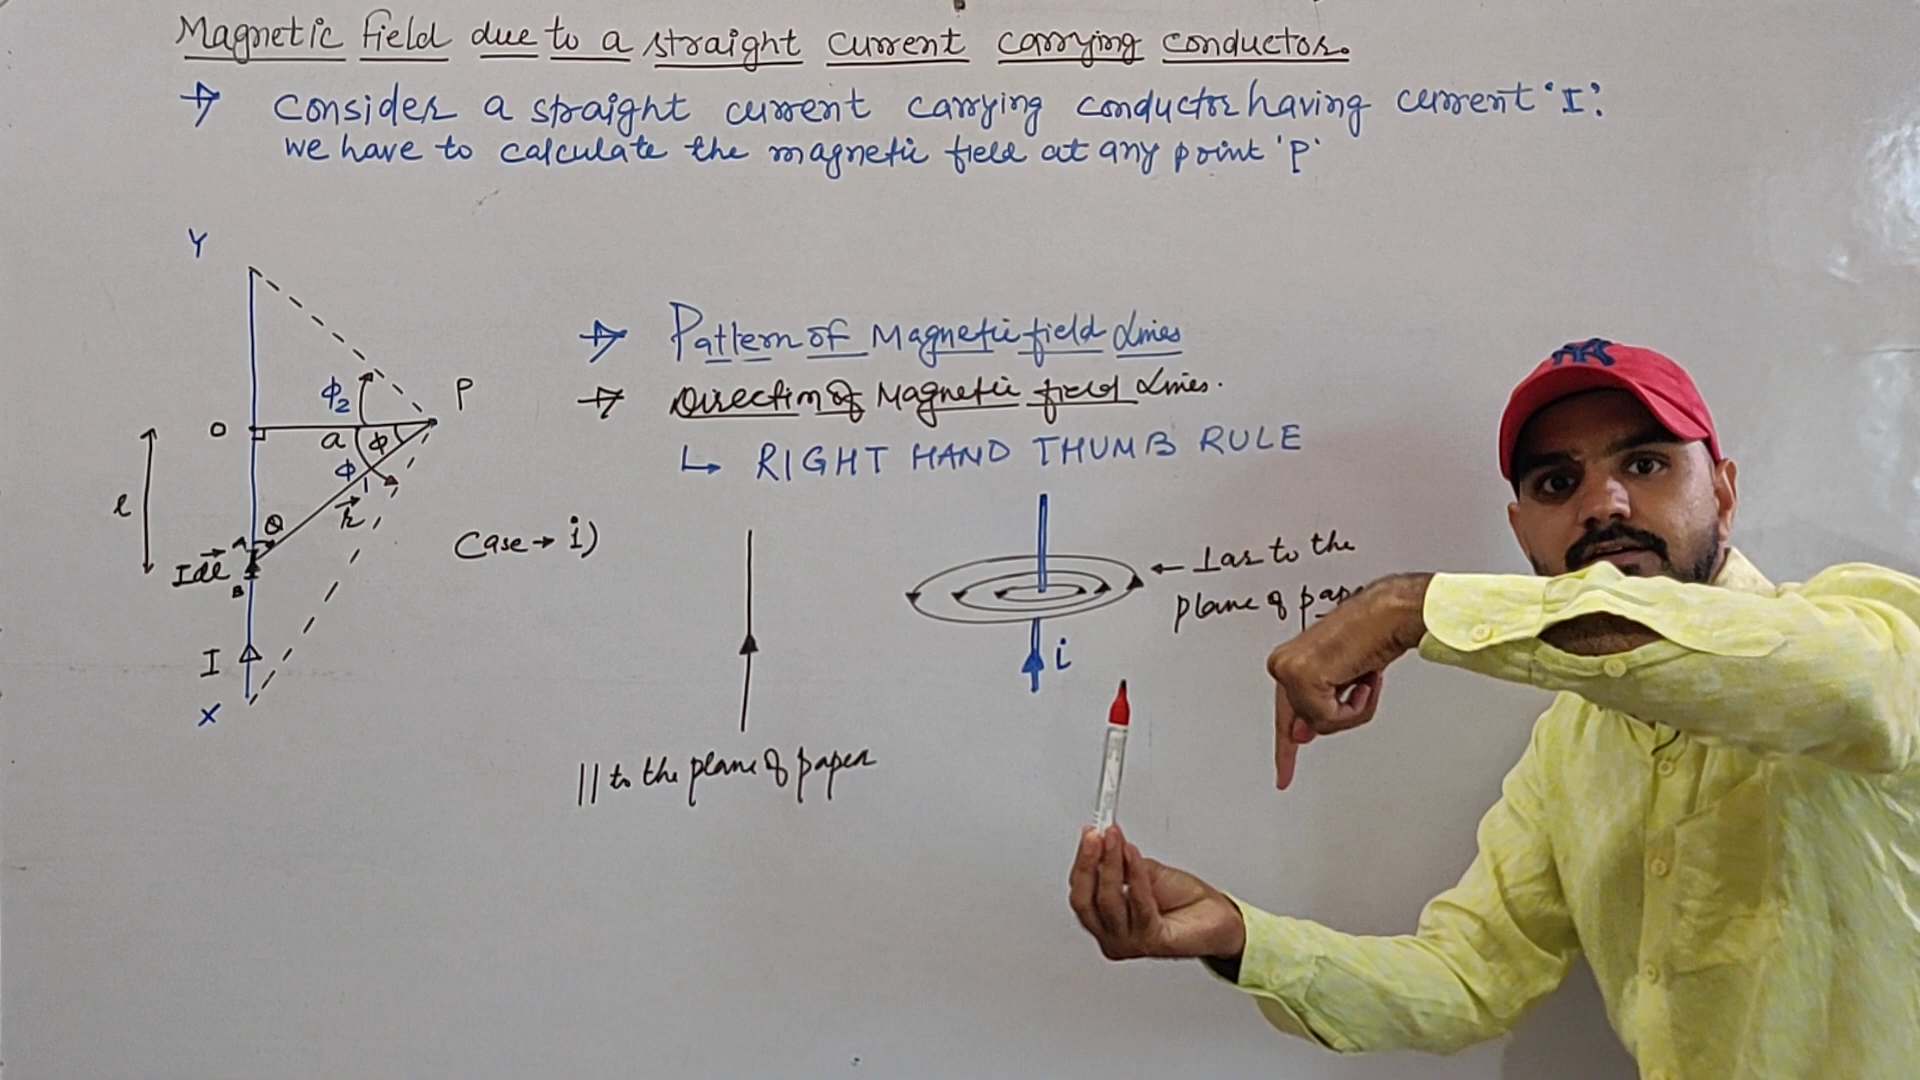 Magnetic field due to a straight current carrying conductor.
Consider a straight current carrying conductor having current 'I'.
we have to calculate the magnetic field at any point 'P'
Y
Pattern of Magnetic field Lines
ϕ2
P
Direction of Magnetic field Lines.
O
a
ϕ
RIGHT HAND THUMB RULE
ϕ1
l
r
θ
Case → i)
A
Idl
B
← ⊥ar to the
plane of
I
i
X
|| to the plane of paper